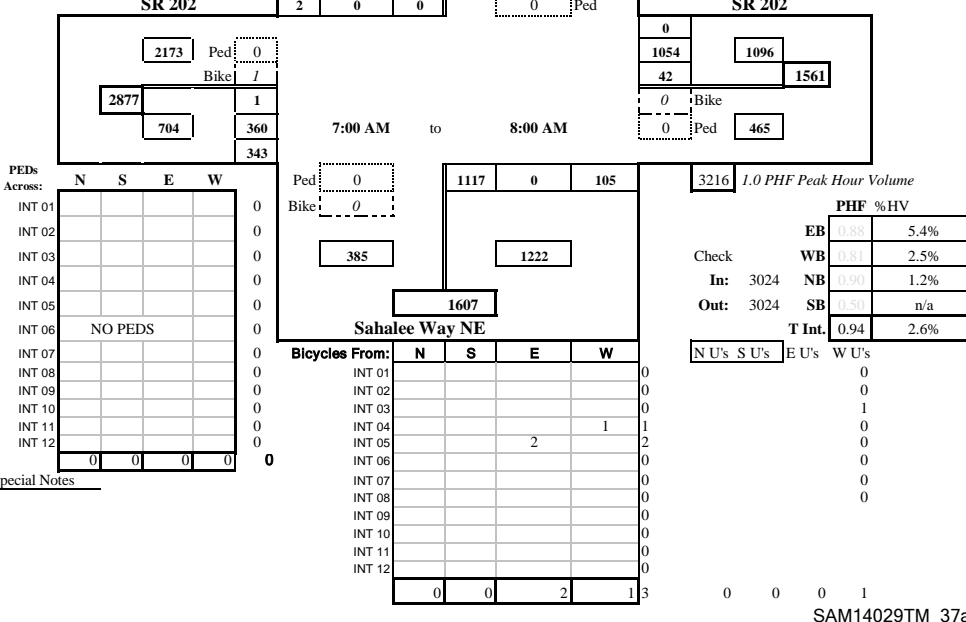 SR 202 2 0 0 0 Ped SR 202
0
2173 Ped 0 1054 1096
Bike 1 42 1561
2877 1 0 Bike
704 360 7:00 AM to 8:00 AM 0 Ped 465
343
PEDs
Across: N S E W Ped 0 1117 0 105 3216 1.0 PHF Peak Hour Volume
INT 01 0 Bike 0 PHF %HV
INT 02 0 EB 0.88 5.4%
INT 03 0 385 1222 Check WB 0.81 2.5%
INT 04 0 In: 3024 NB 0.90 1.2%
INT 05 0 1607 Out: 3024 SB 0.50 n/a
INT 06 NO PEDS 0 Sahalee Way NE T Int. 0.94 2.6%
INT 07 0 Bicycles From: N S E W N U's S U's E U's W U's
INT 08 0 INT 01 0 0
INT 09 0 INT 02 0 0
INT 10 0 INT 03 0 1
INT 11 0 INT 04 1 1 0
INT 12 0 INT 05 2 2 0
0 0 0 0 0 INT 06 0 0
pecial Notes INT 07 0 0
INT 08 0 0
INT 09 0
INT 10 0
INT 11 0
INT 12 0
0 0 2 1 3 0 0 0 1
SAM14029TM_37a